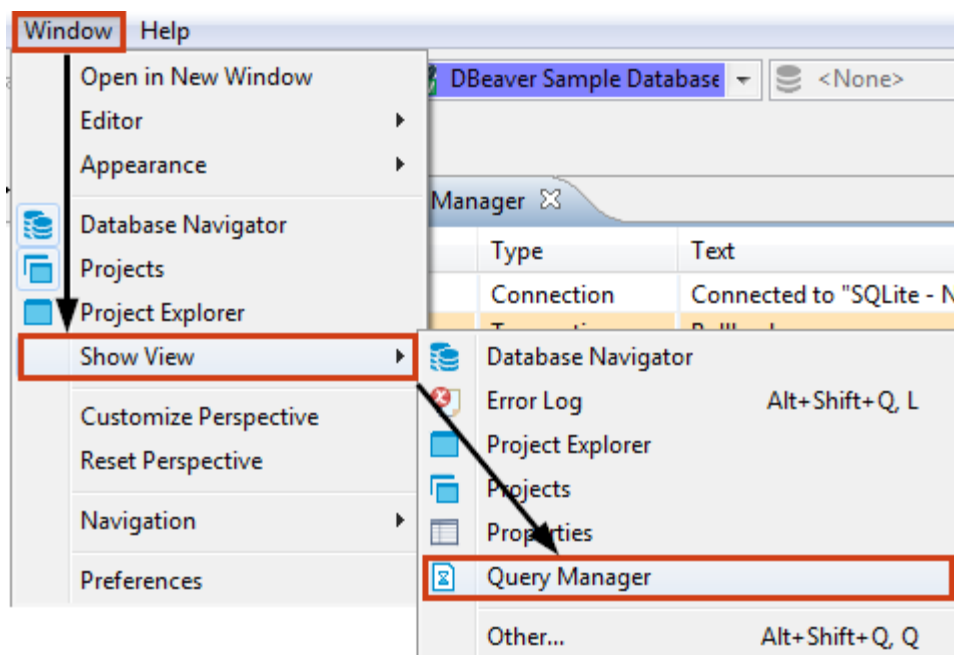 Window Help
Open in New Window
DBeaver Sample Database
<None>
Editor
Appearance
Manager
Database Navigator
Type Text
Projects
Connection Connected to "SQLite - N
Project Explorer
Show View
Database Navigator
Error Log Alt+Shift+Q, L
Customize Perspective
Project Explorer
Reset Perspective
Projects
Navigation
Properties
Preferences
Query Manager
Other... Alt+Shift+Q, Q